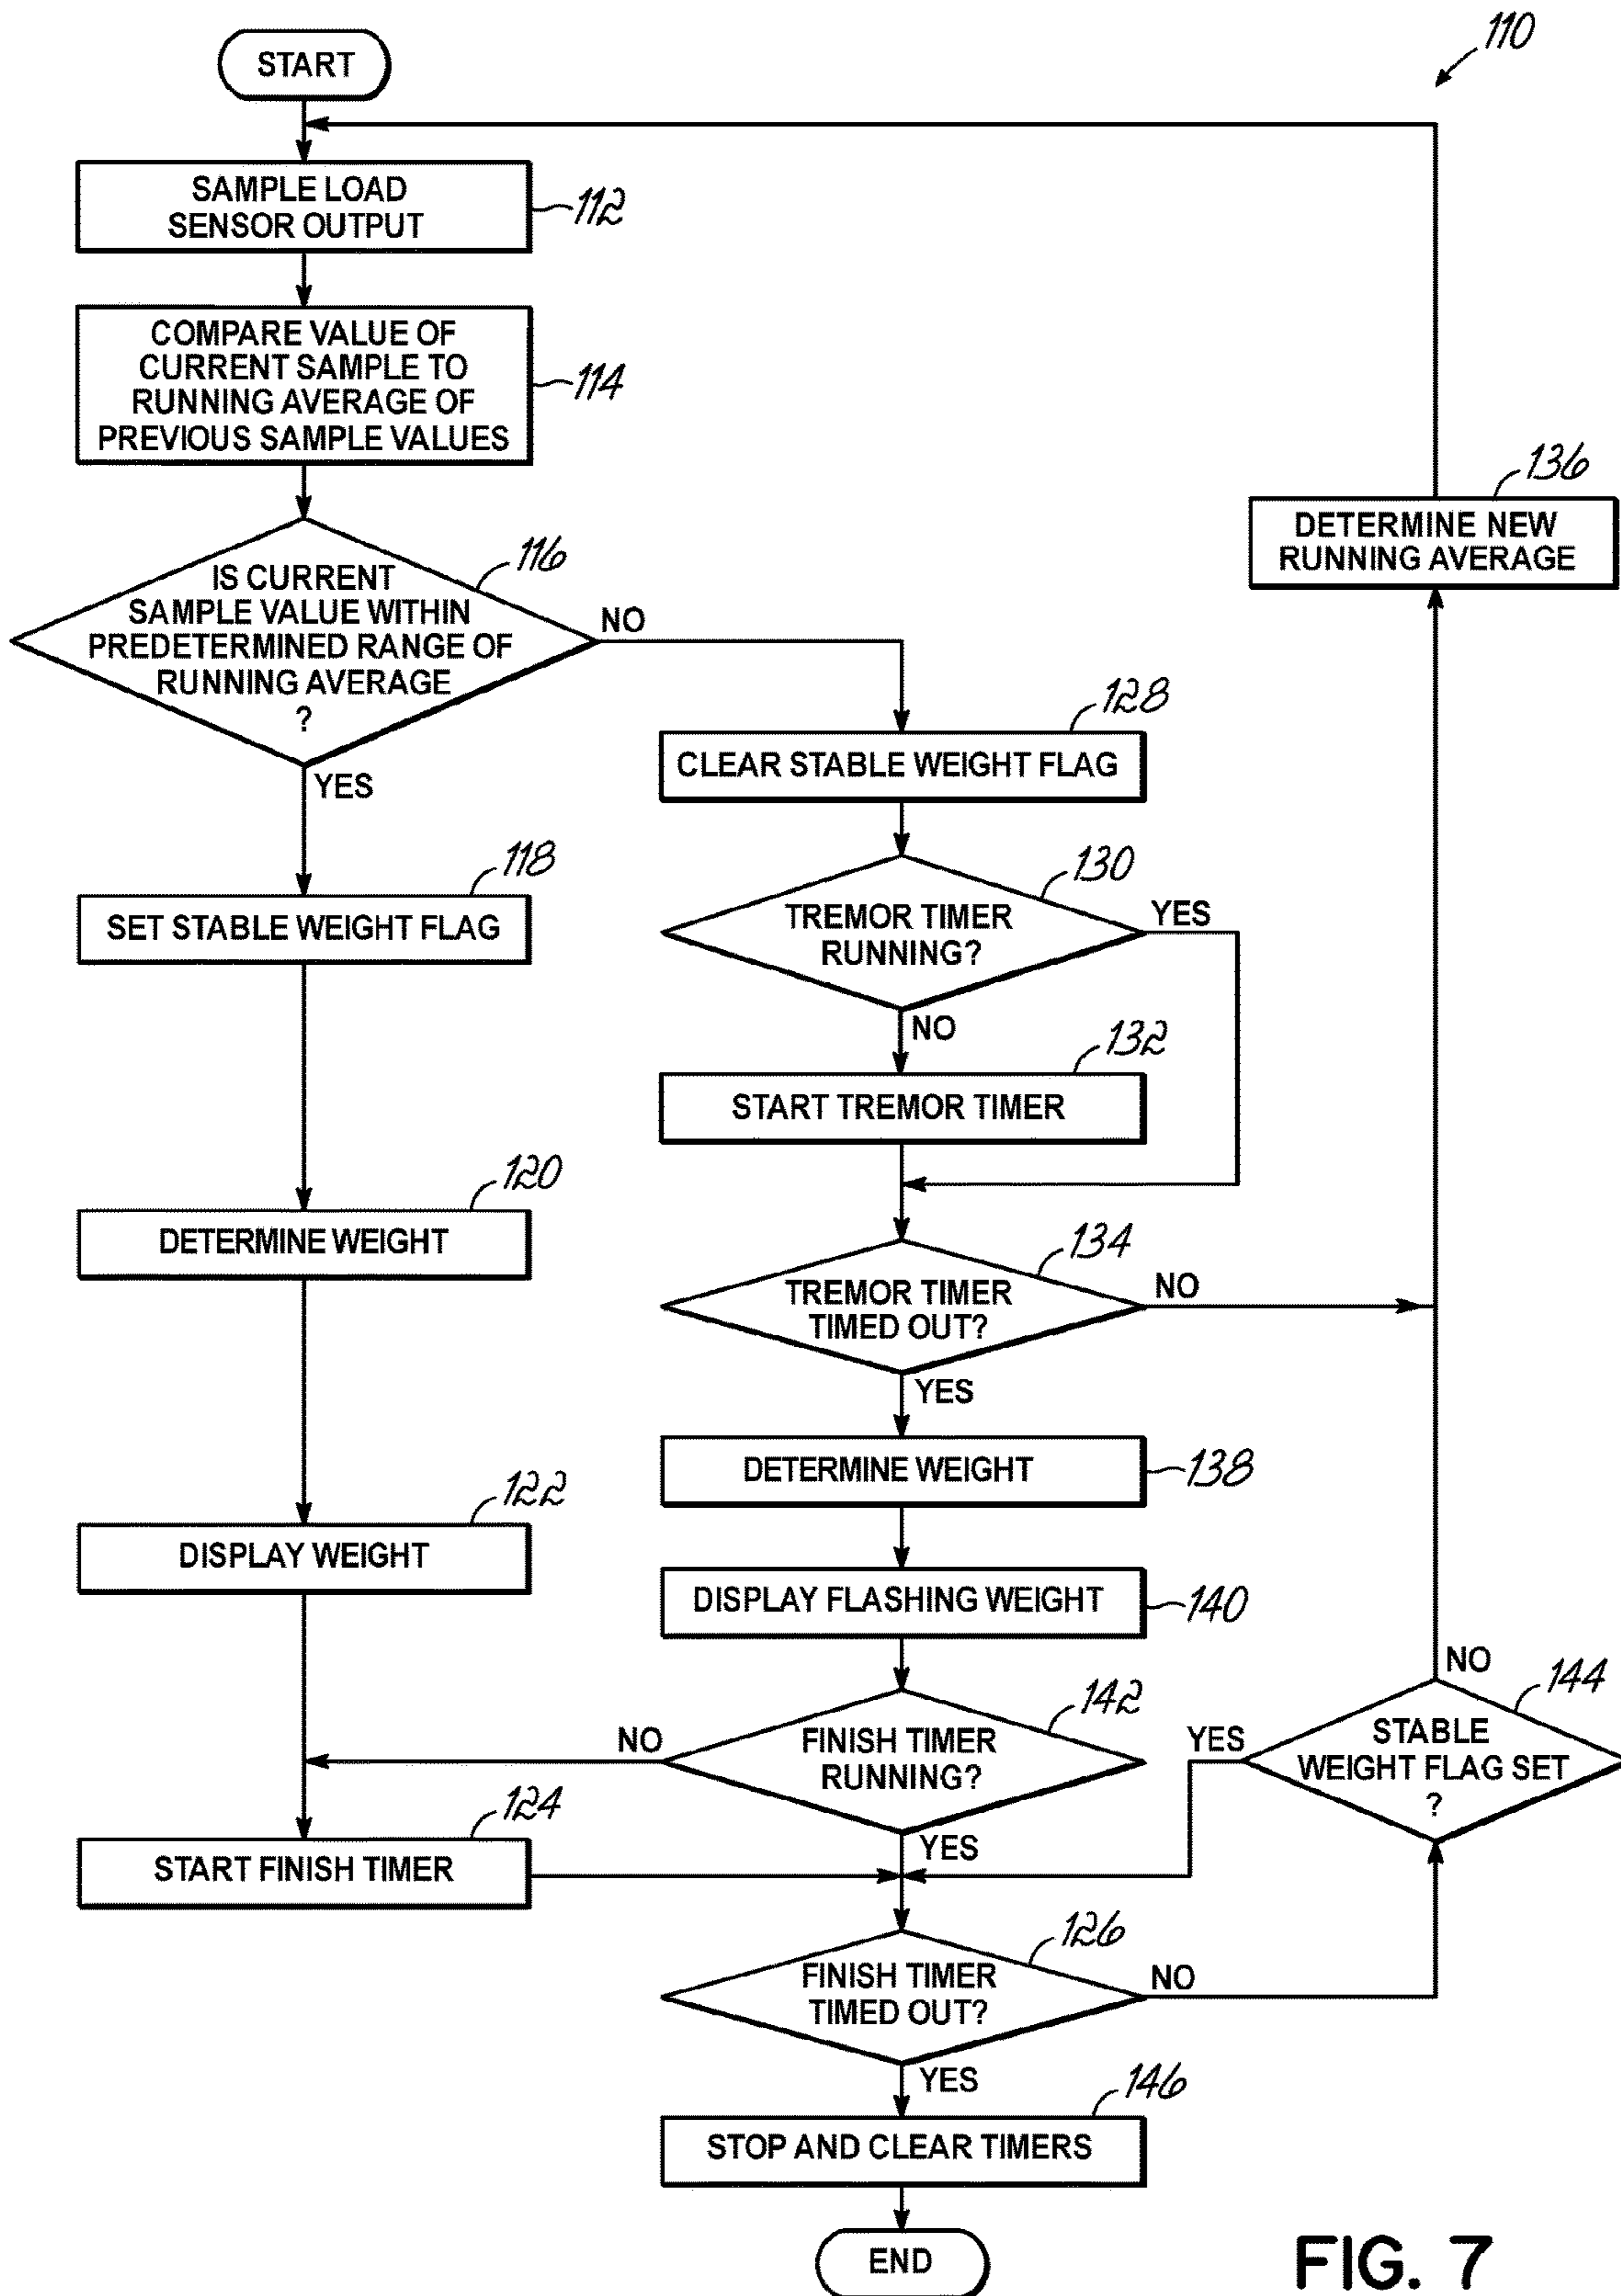 110
START
SAMPLE LOAD
SENSOR OUTPUT
112
COMPARE VALUE OF
CURRENT SAMPLE TO
RUNNING AVERAGE OF
PREVIOUS SAMPLE VALUES
114
136
DETERMINE NEW
RUNNING AVERAGE
116
IS CURRENT
SAMPLE VALUE WITHIN
PREDETERMINED RANGE OF
RUNNING AVERAGE
?
NO
YES
128
CLEAR STABLE WEIGHT FLAG
118
SET STABLE WEIGHT FLAG
130
TREMOR TIMER
RUNNING?
YES
NO
132
START TREMOR TIMER
120
DETERMINE WEIGHT
134
TREMOR TIMER
TIMED OUT?
NO
YES
138
DETERMINE WEIGHT
122
DISPLAY WEIGHT
DISPLAY FLASHING WEIGHT
140
142
FINISH TIMER
RUNNING?
NO
YES
NO
144
STABLE
WEIGHT FLAG SET
?
YES
124
START FINISH TIMER
126
FINISH TIMER
TIMED OUT?
NO
YES
146
STOP AND CLEAR TIMERS
END
FIG. 7